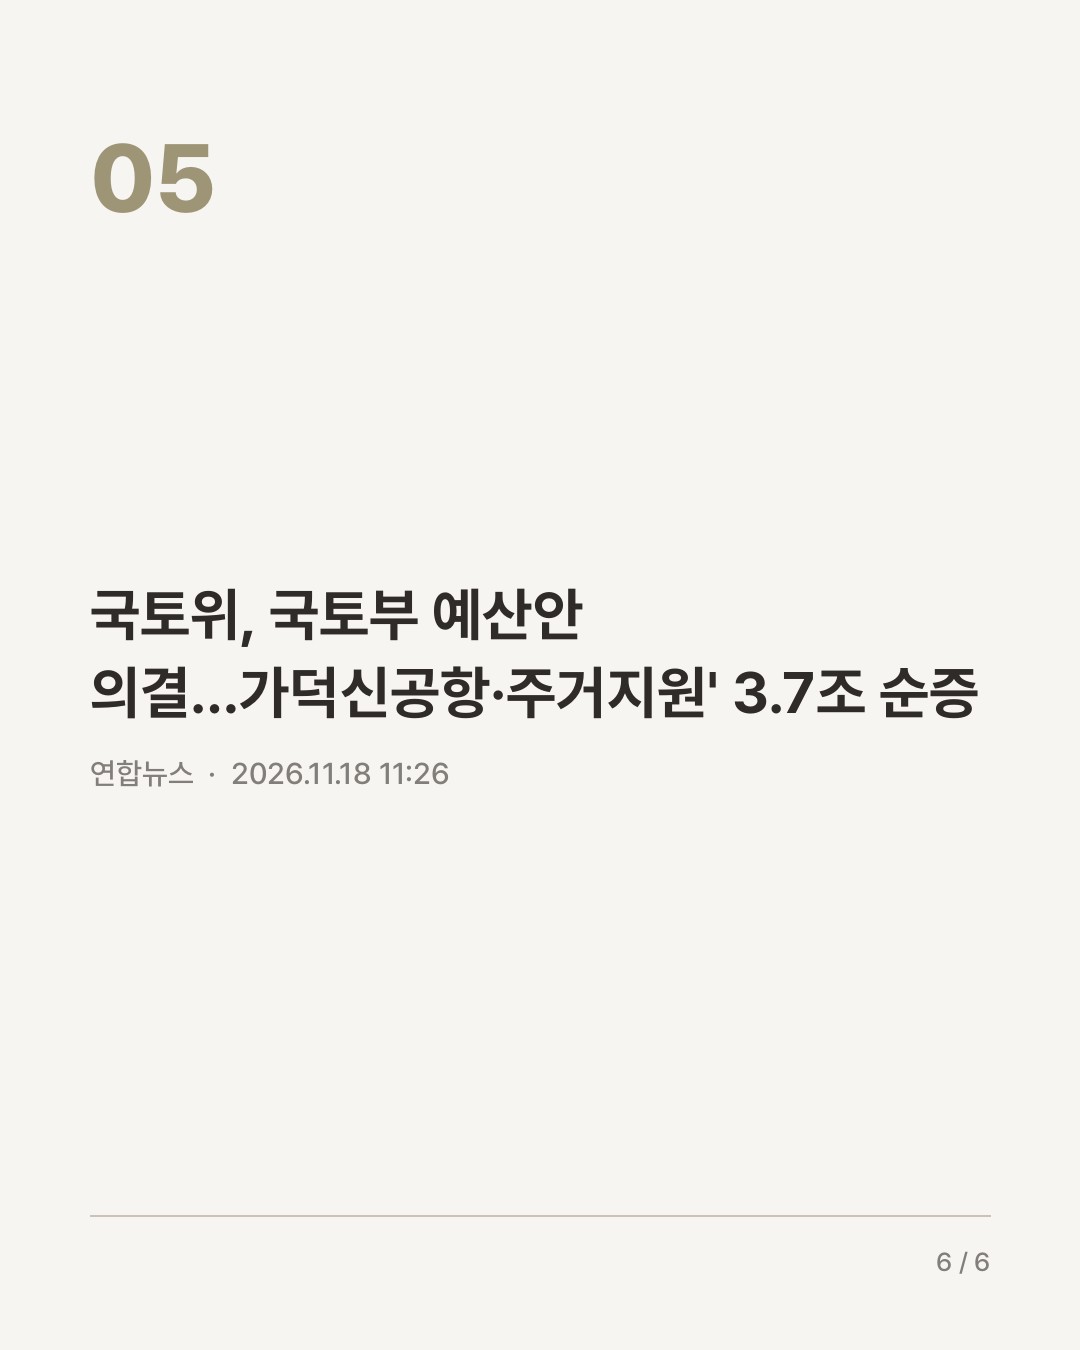 05
국토위, 국토부 예산안
의결…가덕신공항·주거지원' 3.7조 순증
연합뉴스 · 2026.11.18 11:26
6 / 6